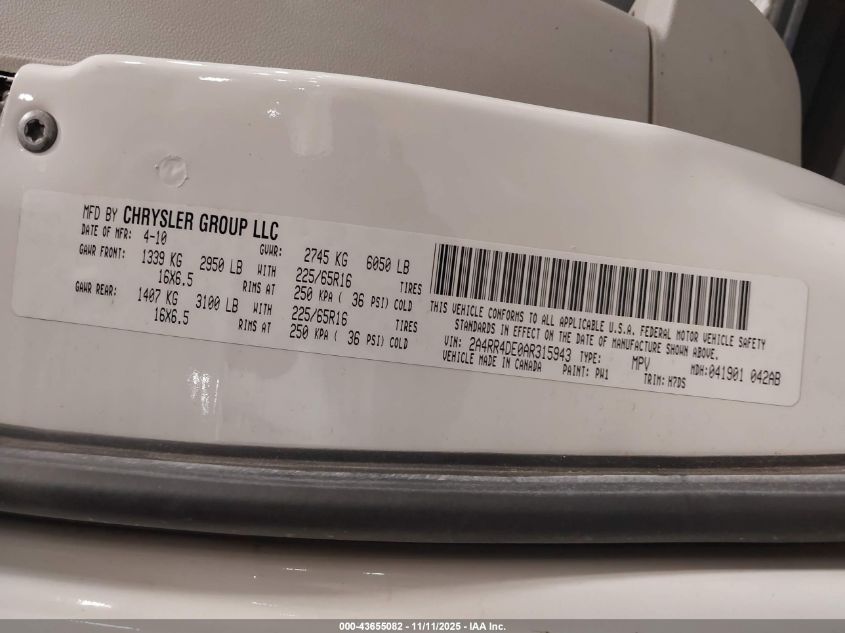 MFD BY CHRYSLER GROUP LLC
DATE OF MFR: 4-10 GVWR: 2745 KG 6050 LB
GAWR FRONT: 1339 KG 2950 LB WITH 225/65R16 TIRES
16X6.5 RIMS AT 250 KPA ( 36 PSI) COLD
GAWR REAR: 1407 KG 3100 LB WITH 225/65R16 TIRES
16X6.5 RIMS AT 250 KPA ( 36 PSI) COLD
THIS VEHICLE CONFORMS TO ALL APPLICABLE U.S.A. FEDERAL MOTOR VEHICLE SAFETY
STANDARDS IN EFFECT ON THE DATE OF MANUFACTURE SHOWN ABOVE.
VIN: 2A4RR4DE0AR315943 TYPE: MPV MDH:041901 042AB
VEHICLE MADE IN CANADA PAINT: PW1 TRIM: H7DS
000-43655082 - 11/11/2025 - IAA Inc.